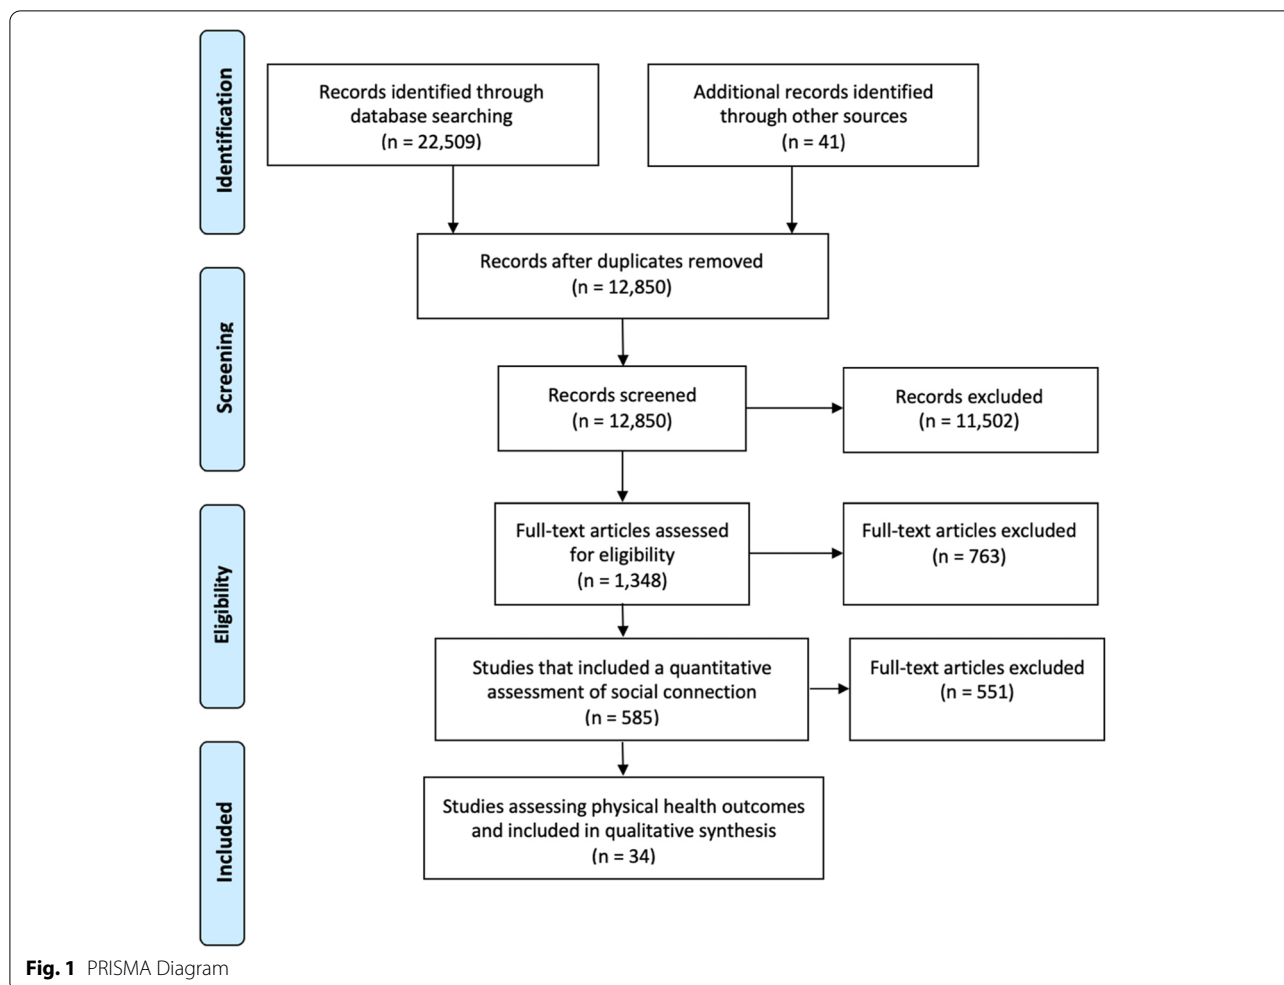 Identification
Records identified through
database searching
(n = 22,509)
Additional records identified
through other sources
(n = 41)
Records after duplicates removed
(n = 12,850)
Screening
Records screened
(n = 12,850)
Records excluded
(n = 11,502)
Eligibility
Full-text articles assessed
for eligibility
(n = 1,348)
Full-text articles excluded
(n = 763)
Studies that included a quantitative
assessment of social connection
(n = 585)
Full-text articles excluded
(n = 551)
Included
Studies assessing physical health outcomes
and included in qualitative synthesis
(n = 34)
Fig. 1 PRISMA Diagram